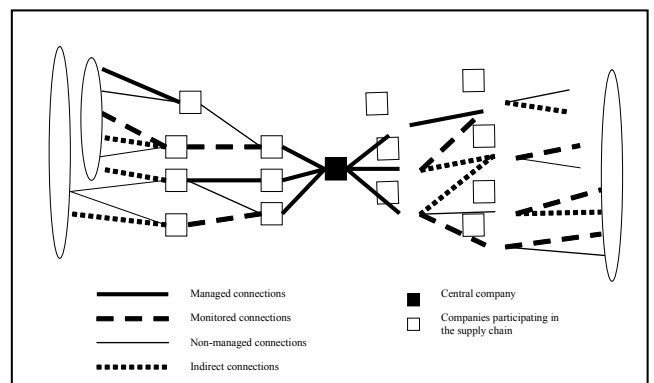 Managed connections
Monitored connections
Non-managed connections
Indirect connections
Central company
Companies participating in
the supply chain